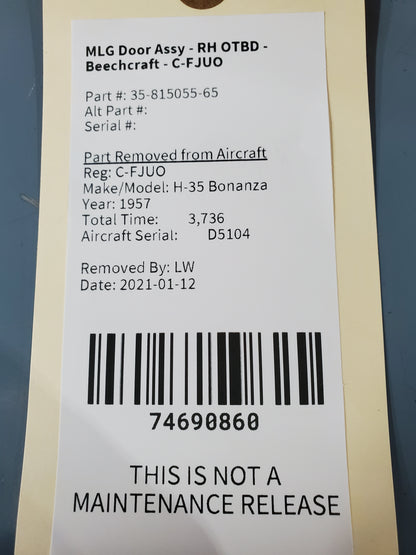 MLG Door Assy - RH OTBD -
Beechcraft - C-FJUO
Part #: 35-815055-65
Alt Part #:
Serial #:
Part Removed from Aircraft
Reg: C-FJUO
Make/Model: H-35 Bonanza
Year: 1957
Total Time: 3,736
Aircraft Serial: D5104
Removed By: LW
Date: 2021-01-12
74690860
THIS IS NOT A
MAINTENANCE RELEASE